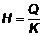 H = Q/K